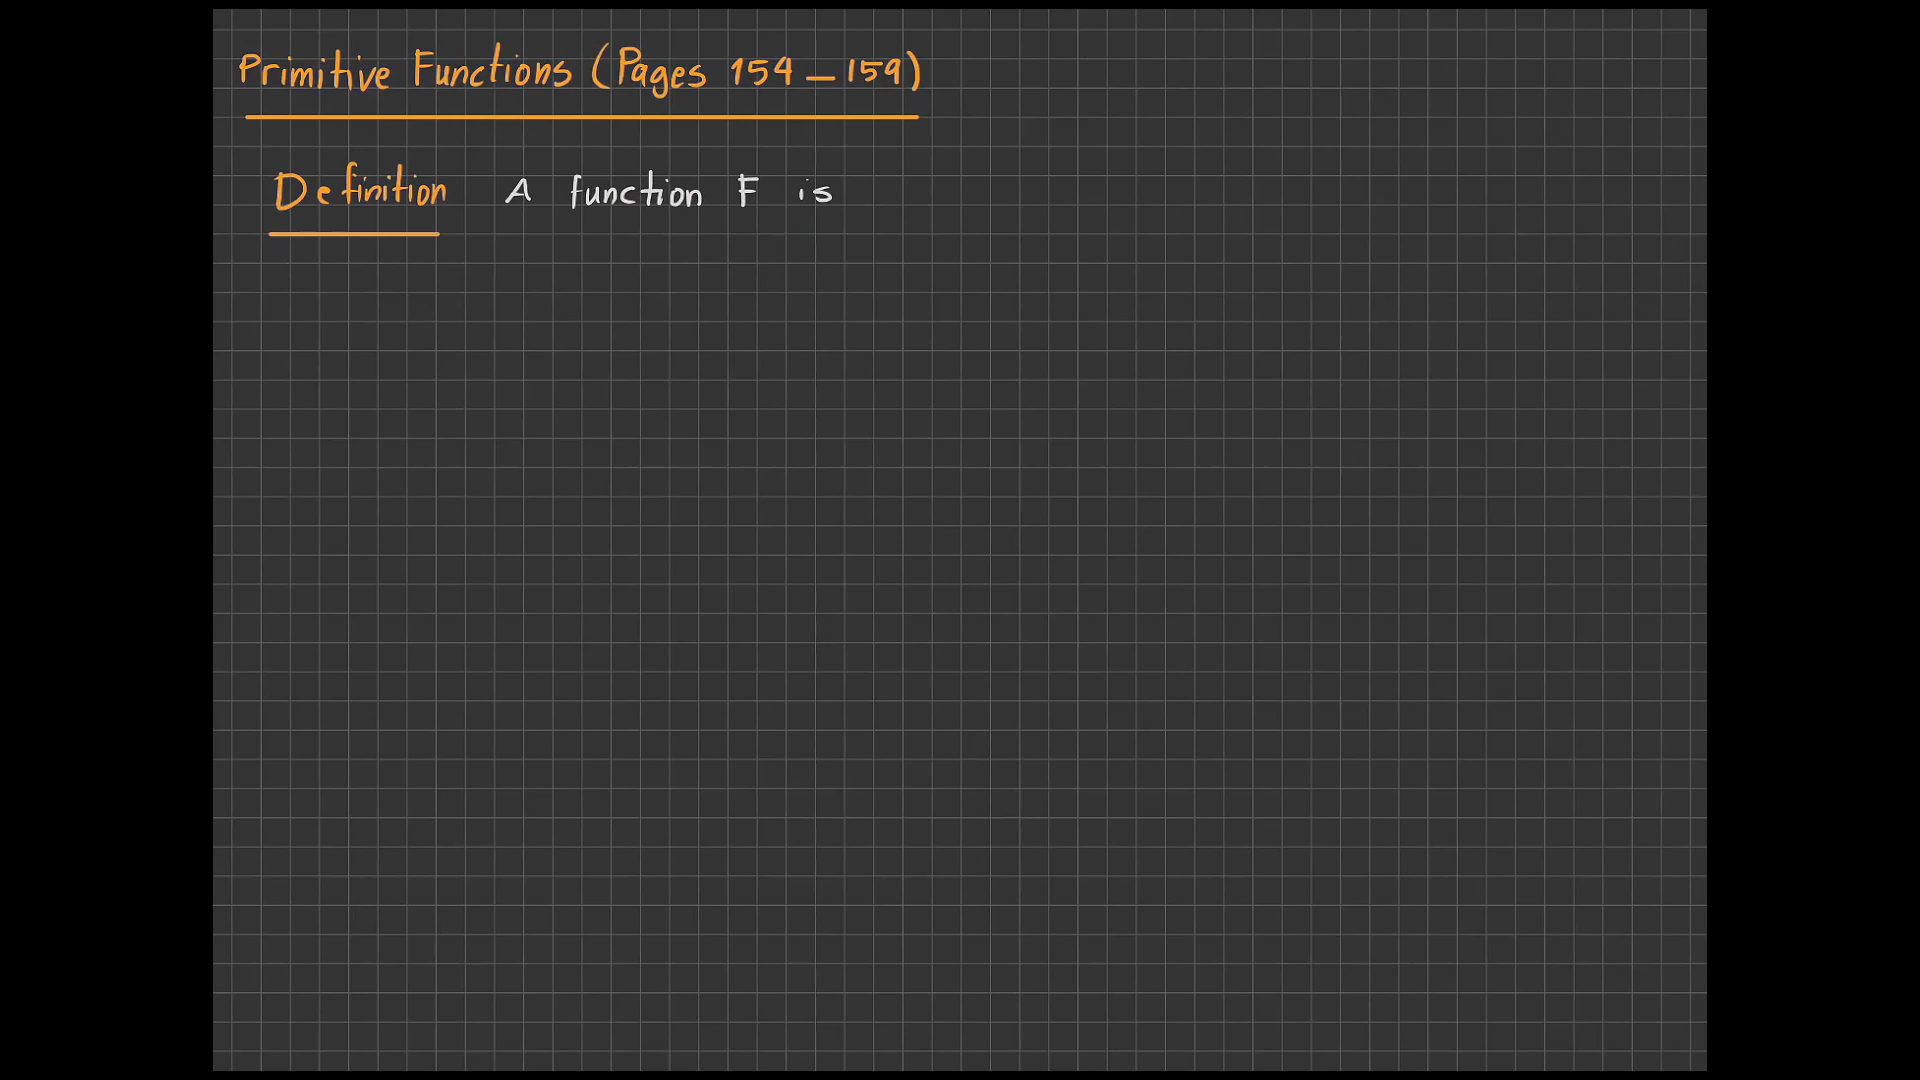 Primitive Functions (Pages 154 – 159)
Definition A function F is